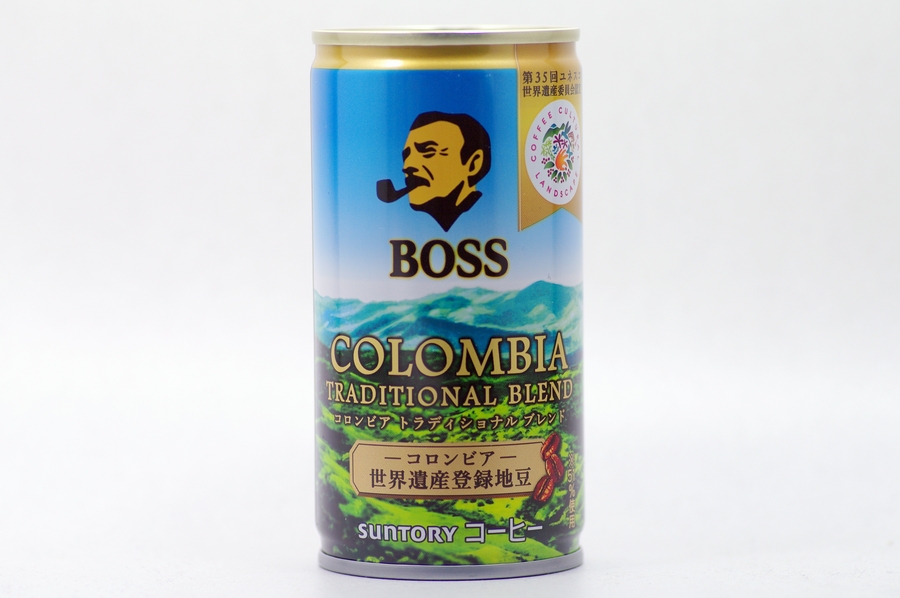 第35回ユネスコ
世界遺産委員会
COFFEE CULTURAL LANDSCAPE
BOSS
COLOMBIA
TRADITIONAL BLEND
コロンビア トラディショナル ブレンド
―コロンビア―
世界遺産登録地豆
SUNTORY コーヒー